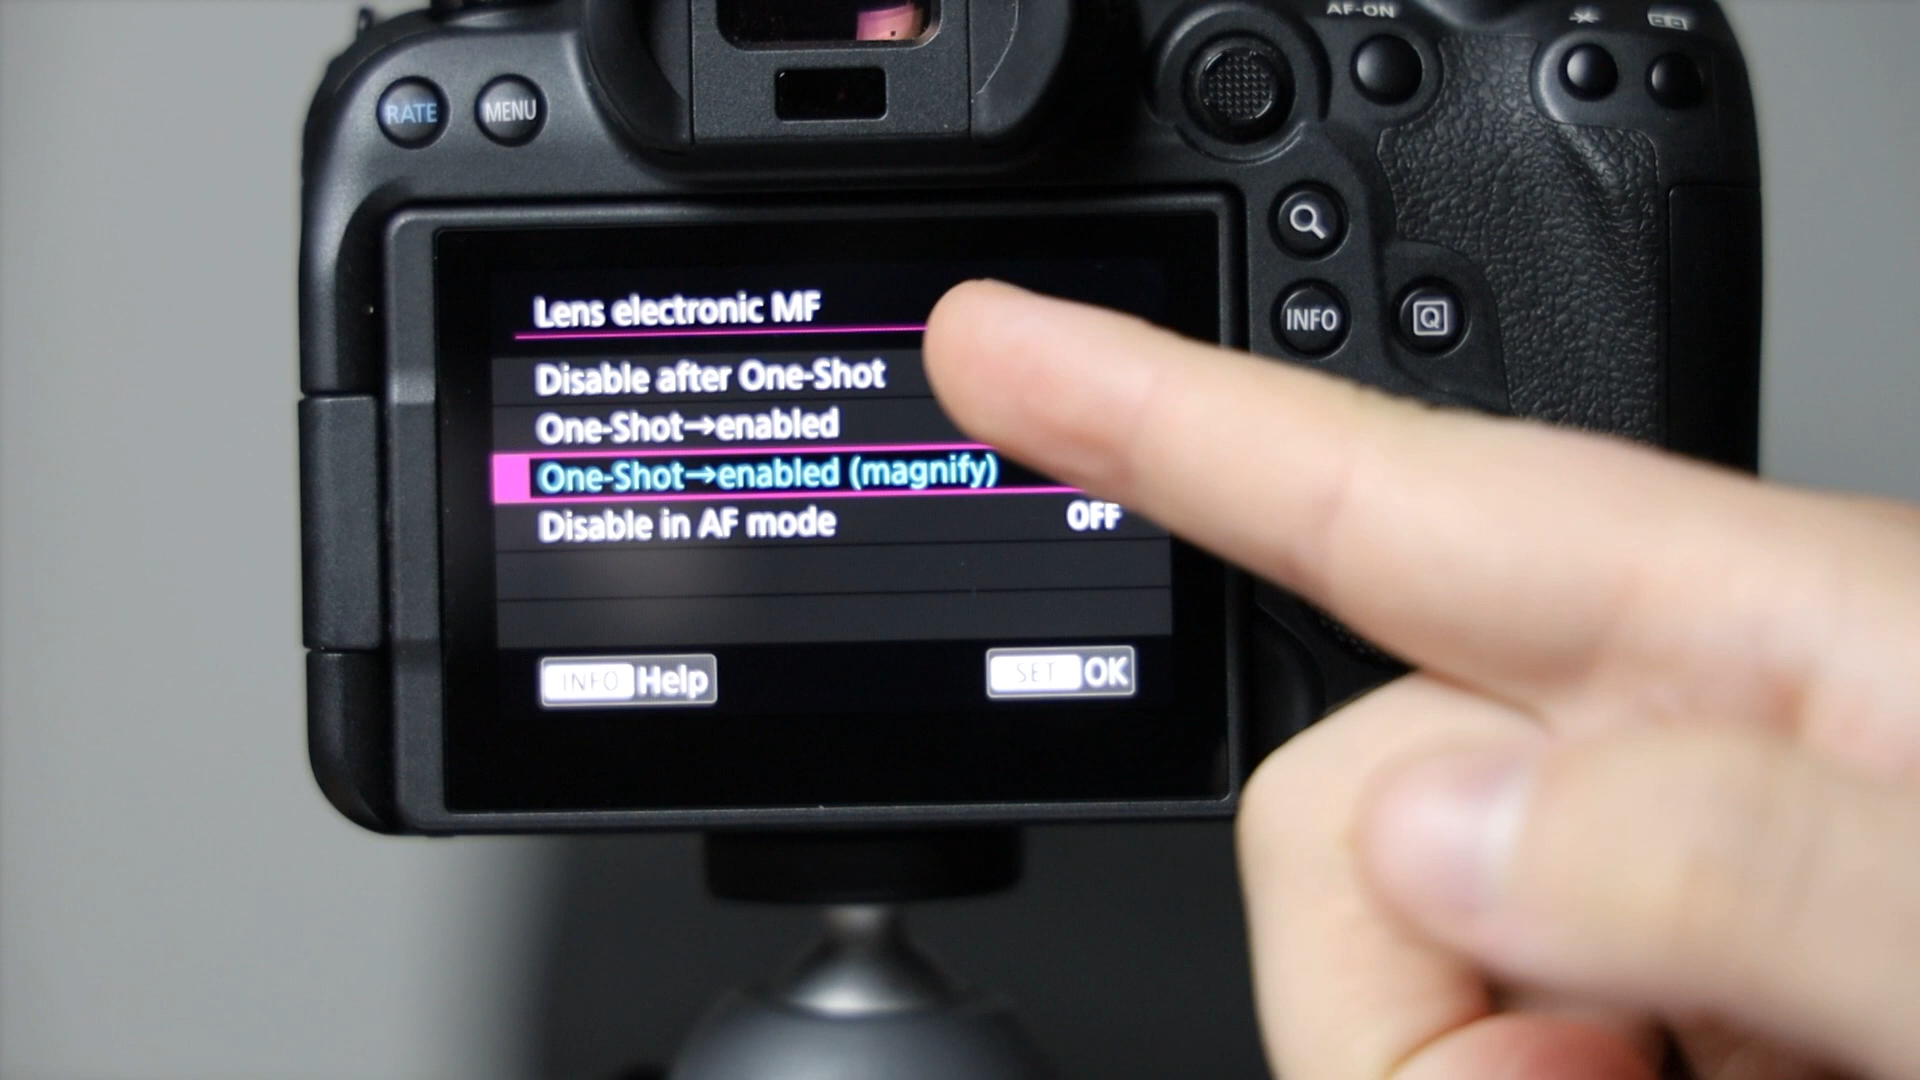 AF-ON
RATE
MENU
INFO
Q
Lens electronic MF
Disable after One-Shot
One-Shot→enabled
One-Shot→enabled (magnify)
Disable in AF mode OFF
INFO Help
SET OK